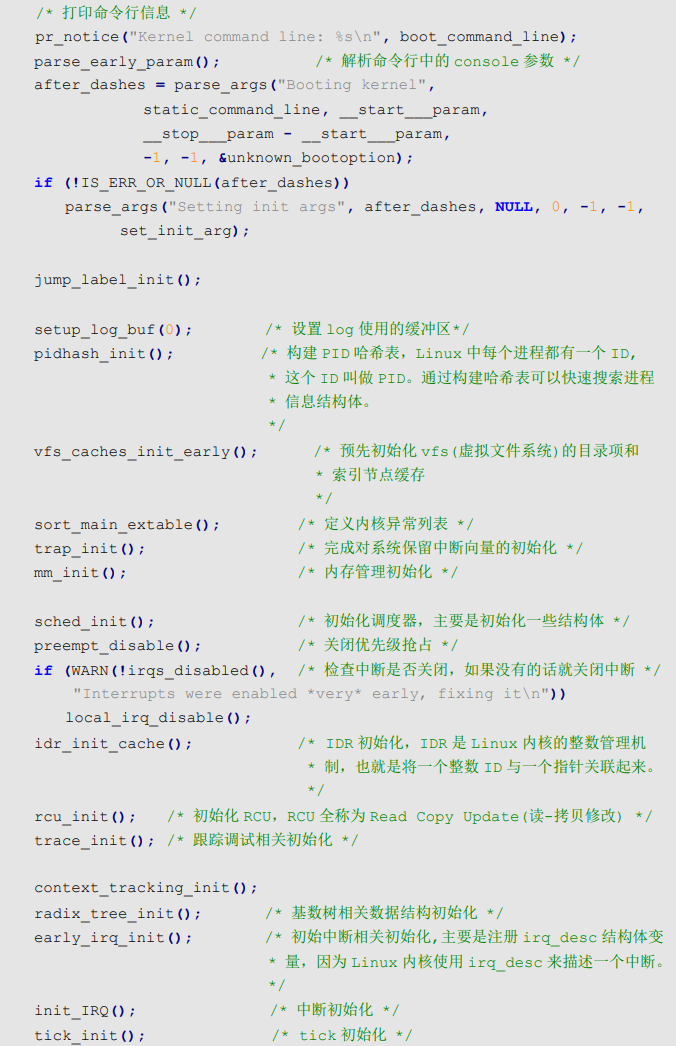 /* 打印命令行信息 */
pr_notice("Kernel command line: %s\n", boot_command_line);
parse_early_param();          /* 解析命令行中的 console 参数 */
after_dashes = parse_args("Booting kernel",
            static_command_line, __start___param,
            __stop___param - __start___param,
            -1, -1, &unknown_bootoption);
if (!IS_ERR_OR_NULL(after_dashes))
    parse_args("Setting init args", after_dashes, NULL, 0, -1, -1,
          set_init_arg);

jump_label_init();

setup_log_buf(0);        /* 设置 log 使用的缓冲区*/
pidhash_init();          /* 构建 PID 哈希表，Linux 中每个进程都有一个 ID,
                          * 这个 ID 叫做 PID。通过构建哈希表可以快速搜索进程
                          * 信息结构体。
                          */
vfs_caches_init_early();      /* 预先初始化 vfs(虚拟文件系统)的目录项和
                               * 索引节点缓存
                               */
sort_main_extable();         /* 定义内核异常列表 */
trap_init();                 /* 完成对系统保留中断向量的初始化 */
mm_init();                   /* 内存管理初始化 */

sched_init();                /* 初始化调度器，主要是初始化一些结构体 */
preempt_disable();           /* 关闭优先级抢占 */
if (WARN(!irqs_disabled(),   /* 检查中断是否关闭，如果没有的话就关闭中断 */
     "Interrupts were enabled *very* early, fixing it\n"))
    local_irq_disable();
idr_init_cache();            /* IDR 初始化，IDR 是 Linux 内核的整数管理机
                              * 制，也就是将一个整数 ID 与一个指针关联起来。
                              */
rcu_init();    /* 初始化 RCU，RCU 全称为 Read Copy Update(读-拷贝修改) */
trace_init();  /* 跟踪调试相关初始化 */

context_tracking_init();
radix_tree_init();       /* 基数树相关数据结构初始化 */
early_irq_init();        /* 初始中断相关初始化,主要是注册 irq_desc 结构体变
                          * 量，因为 Linux 内核使用 irq_desc 来描述一个中断。
                          */
init_IRQ();              /* 中断初始化 */
tick_init();             /* tick 初始化 */